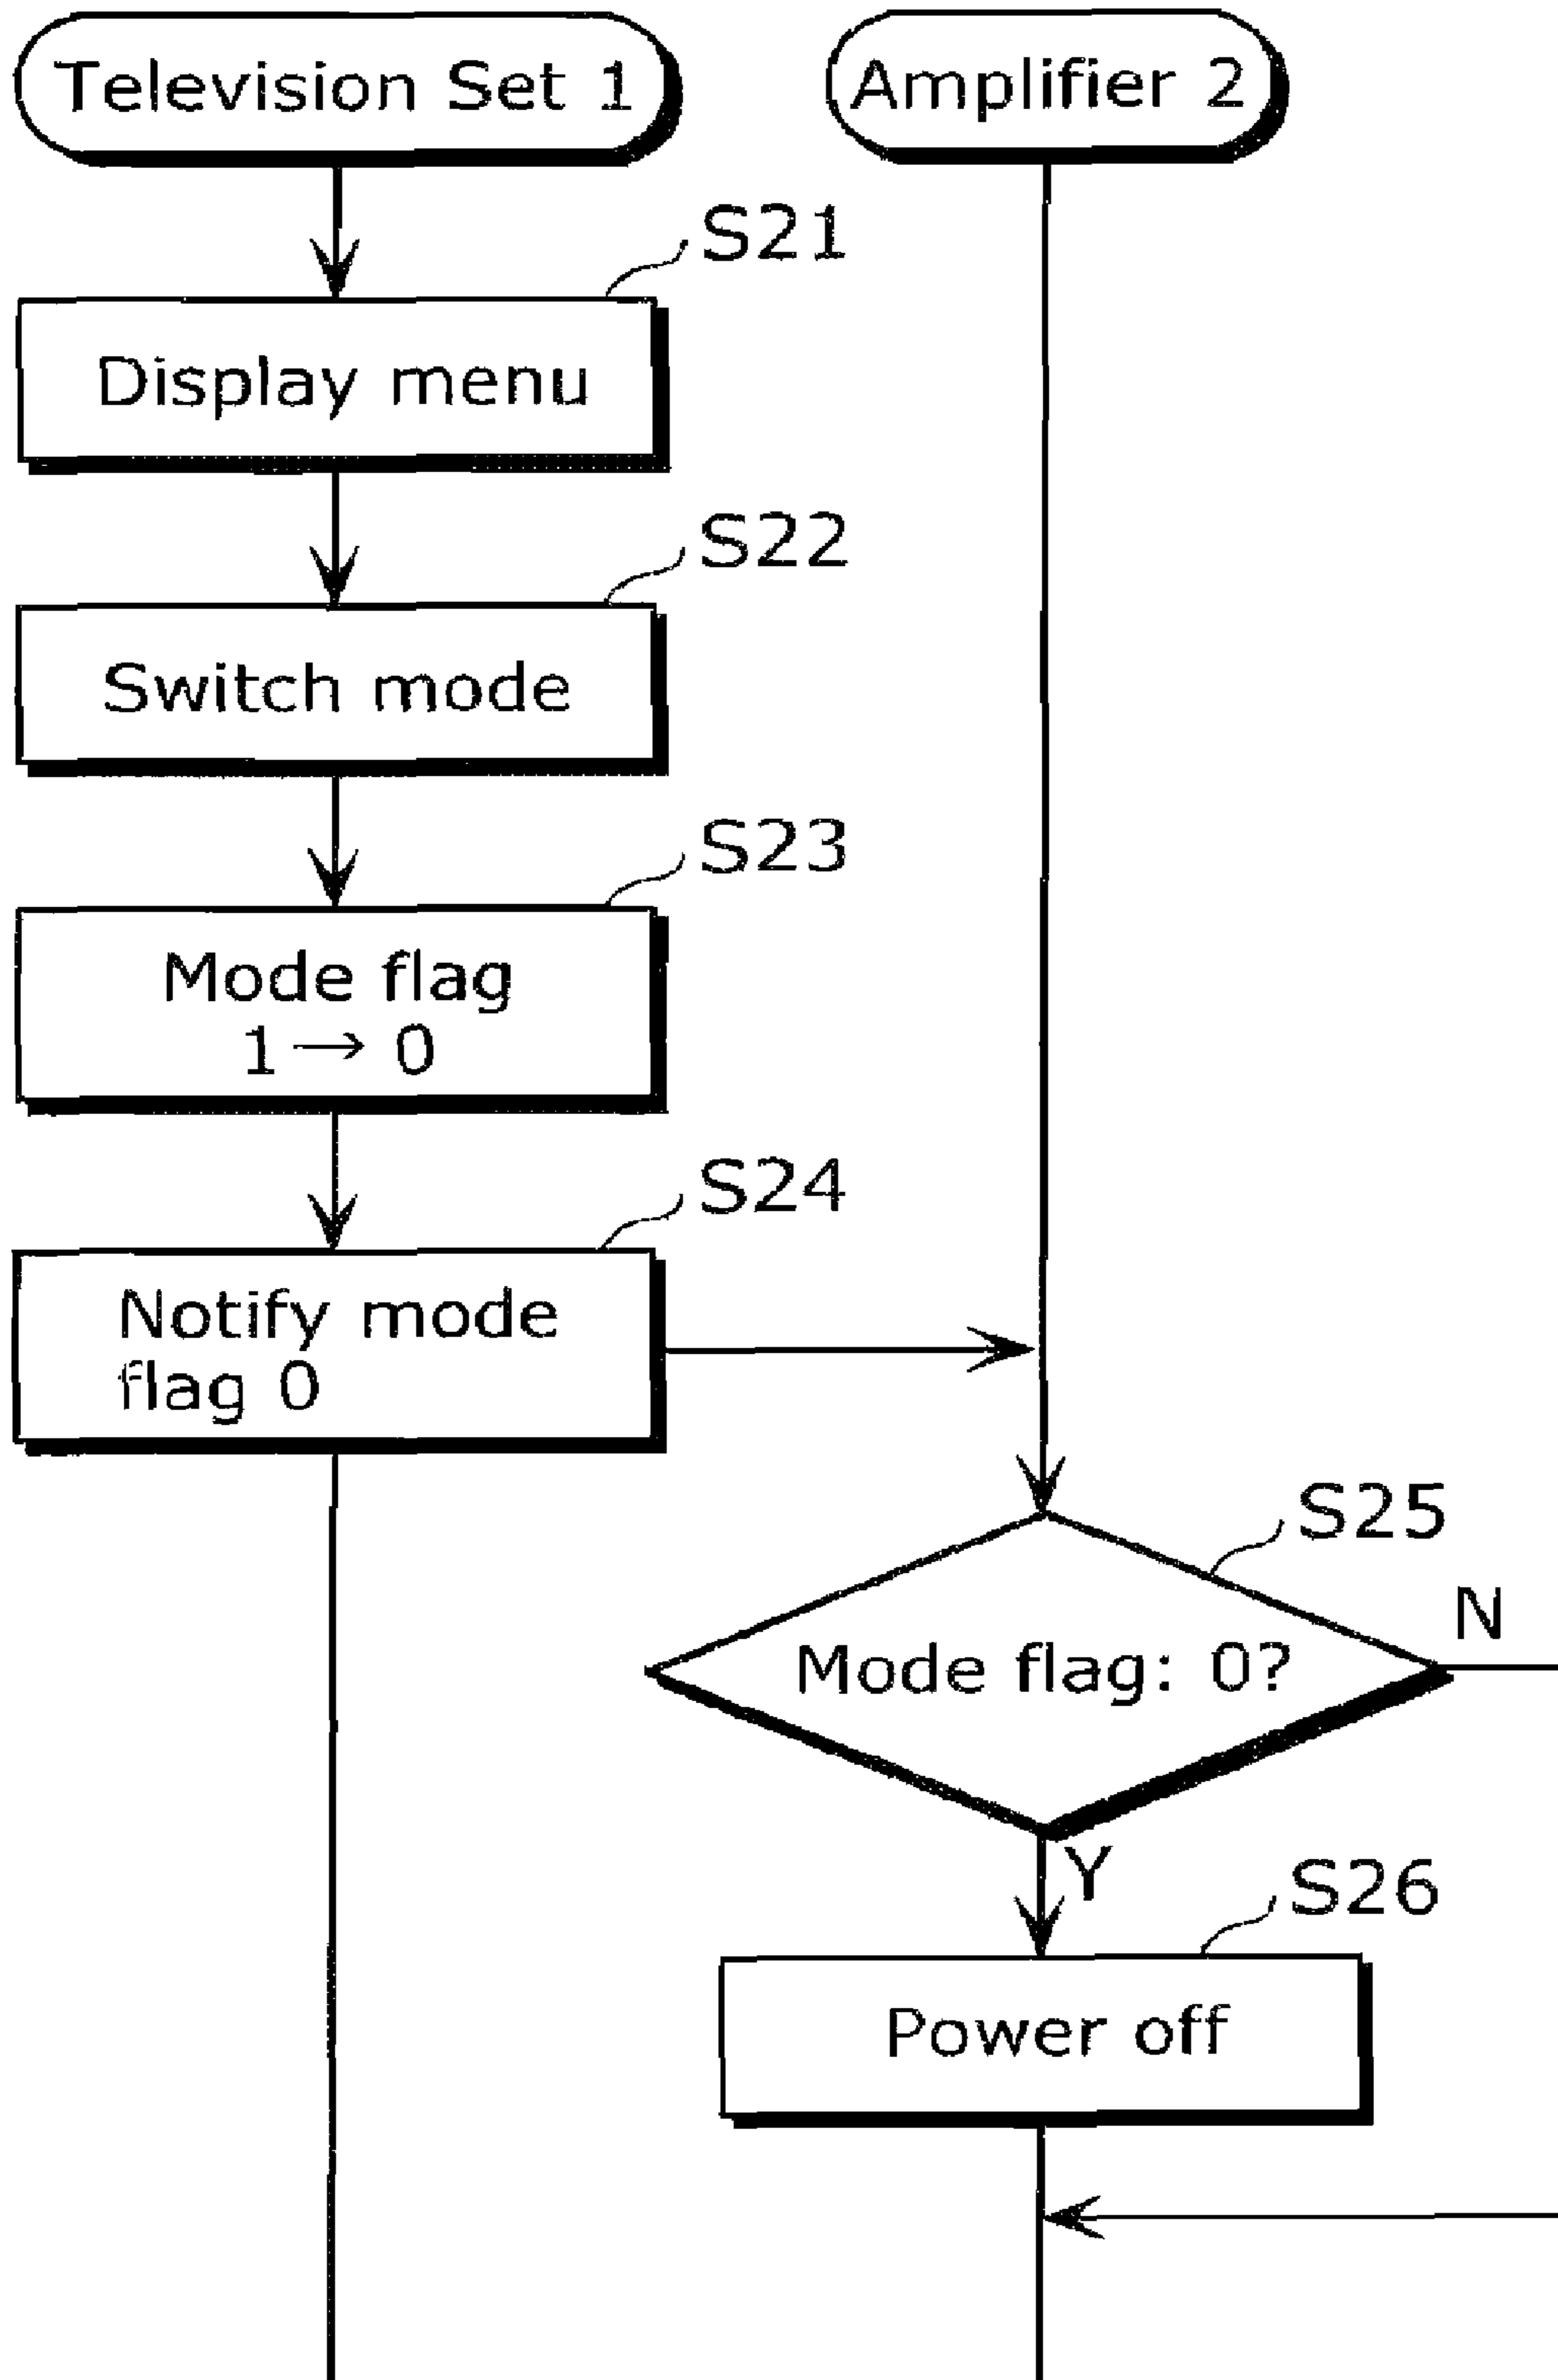 Television Set 1
Amplifier 2
S21
Display menu
S22
Switch mode
S23
Mode flag
1 → 0
S24
Notify mode
flag 0
S25
Mode flag: 0?
N
Y
S26
Power off